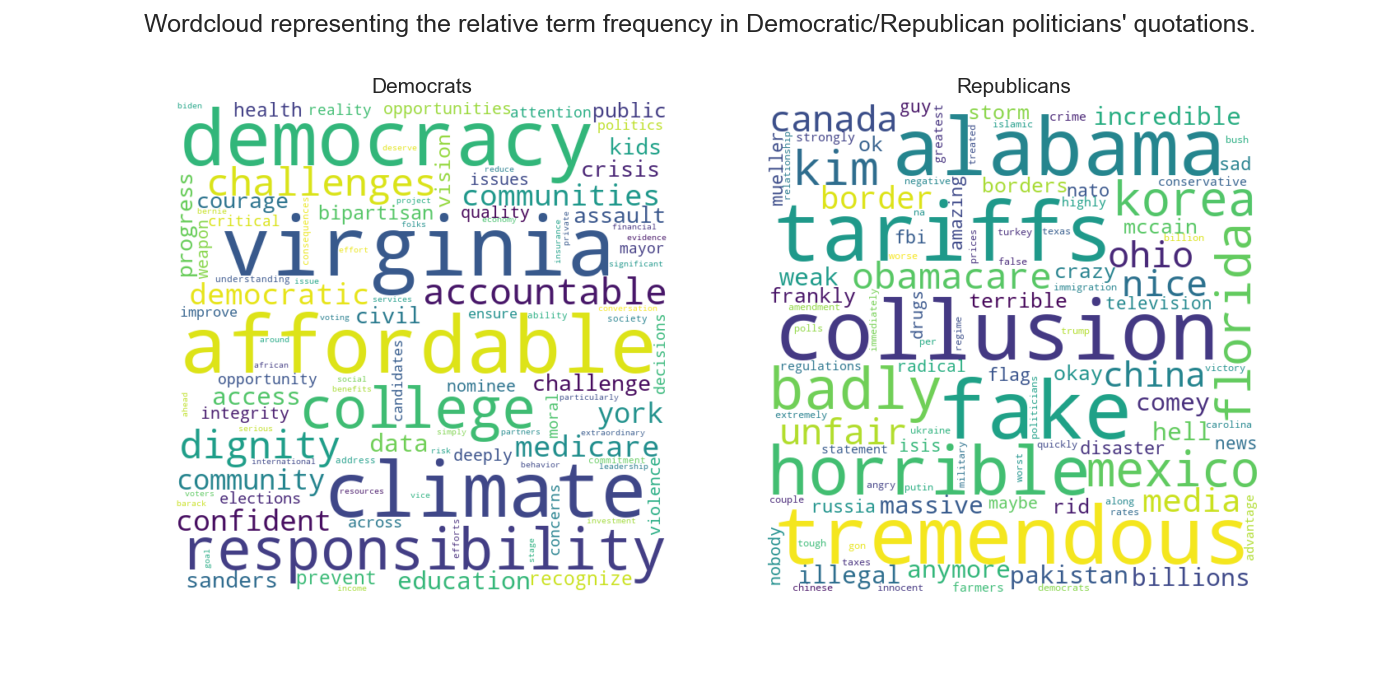 Wordcloud representing the relative term frequency in Democratic/Republican politicians' quotations.
Democrats
biden health reality opportunities attention public
democracy
deserve
politics
kids
vision
challenges
reduce
issues
crisis
communities
progress
courage
project
bernie
critical
bipartisan
quality
economy
assault
consequences
folks
private
financial
evidence
weapon
virginia
effort
insurance
mayor
significant
understanding issue
democratic
services
accountable
improve
voting
civil
ensure
ability
conversation
society
affordable
around
decisions
african
candidates
opportunity
social
benefits
nominee
challenge
particularly
access
ahead
integrity
college
moral
york
serious
simply
partners
extraordinary
dignity
data
risk
deeply
medicare
international
address
behavior
commitment
leadership
community
climate
voters
barack
elections
resources
vice
concerns
violence
confident
across
investment
responsibility
goal
efforts
stage
sanders
prevent
income
education
recognize
Republicans
canada
guy
greatest
storm
crime
incredible
islamic
strongly
ok
treated
bush
mueller
relationship
kim
alabama
sad
negative
conservative
border
amazing
borders
nato
highly
korea
tariffs
na
fbi
prices
turkey
texas
mccain
billion
worse
false
ohio
florida
weak
obamacare
crazy
immigration
nice
frankly
amendment
immediately
drugs
terrible
television
collusion
polls
per
regime
trump
regulations
radical
flag
okay
china
victory
badly
fake
politicians
comey
extremely
carolina
unfair
ukraine
isis
hell
statement
military
worst
quickly
disaster
news
horrible
angry
putin
mexico
couple
russia
massive
maybe
rid
along
rates
media
advantage
nobody
tremendous
tough
gon
taxes
illegal
anymore
pakistan
billions
chinese
innocent
farmers
democrats